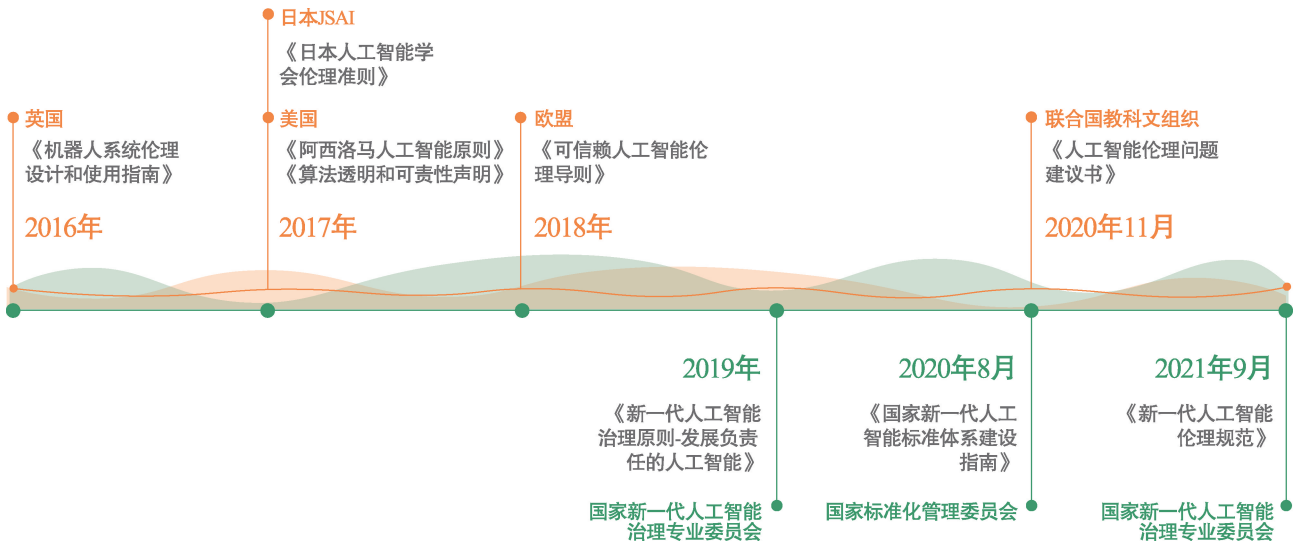 日本JSAI
《日本人工智能学
会伦理准则》
英国
《机器人系统伦理
设计和使用指南》
2016年
美国
《阿西洛马人工智能原则》
《算法透明和可责性声明》
2017年
欧盟
《可信赖人工智能伦
理导则》
2018年
联合国教科文组织
《人工智能伦理问题
建议书》
2020年11月
2019年
《新一代人工智能
治理原则-发展负责
任的人工智能》
国家新一代人工智能
治理专业委员会
2020年8月
《国家新一代人工
智能标准体系建设
指南》
国家标准化管理委员会
2021年9月
《新一代人工智能
伦理规范》
国家新一代人工智能
治理专业委员会